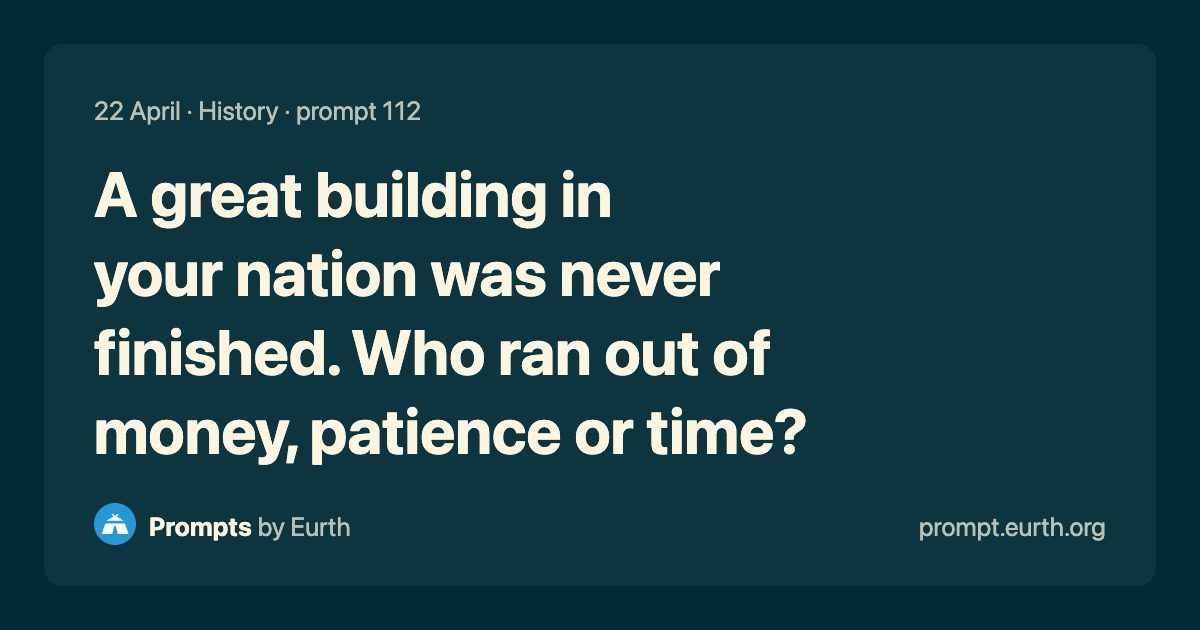 22 April · History · prompt 112
A great building in
your nation was never
finished. Who ran out of
money, patience or time?
Prompts by Eurth
prompt.eurth.org